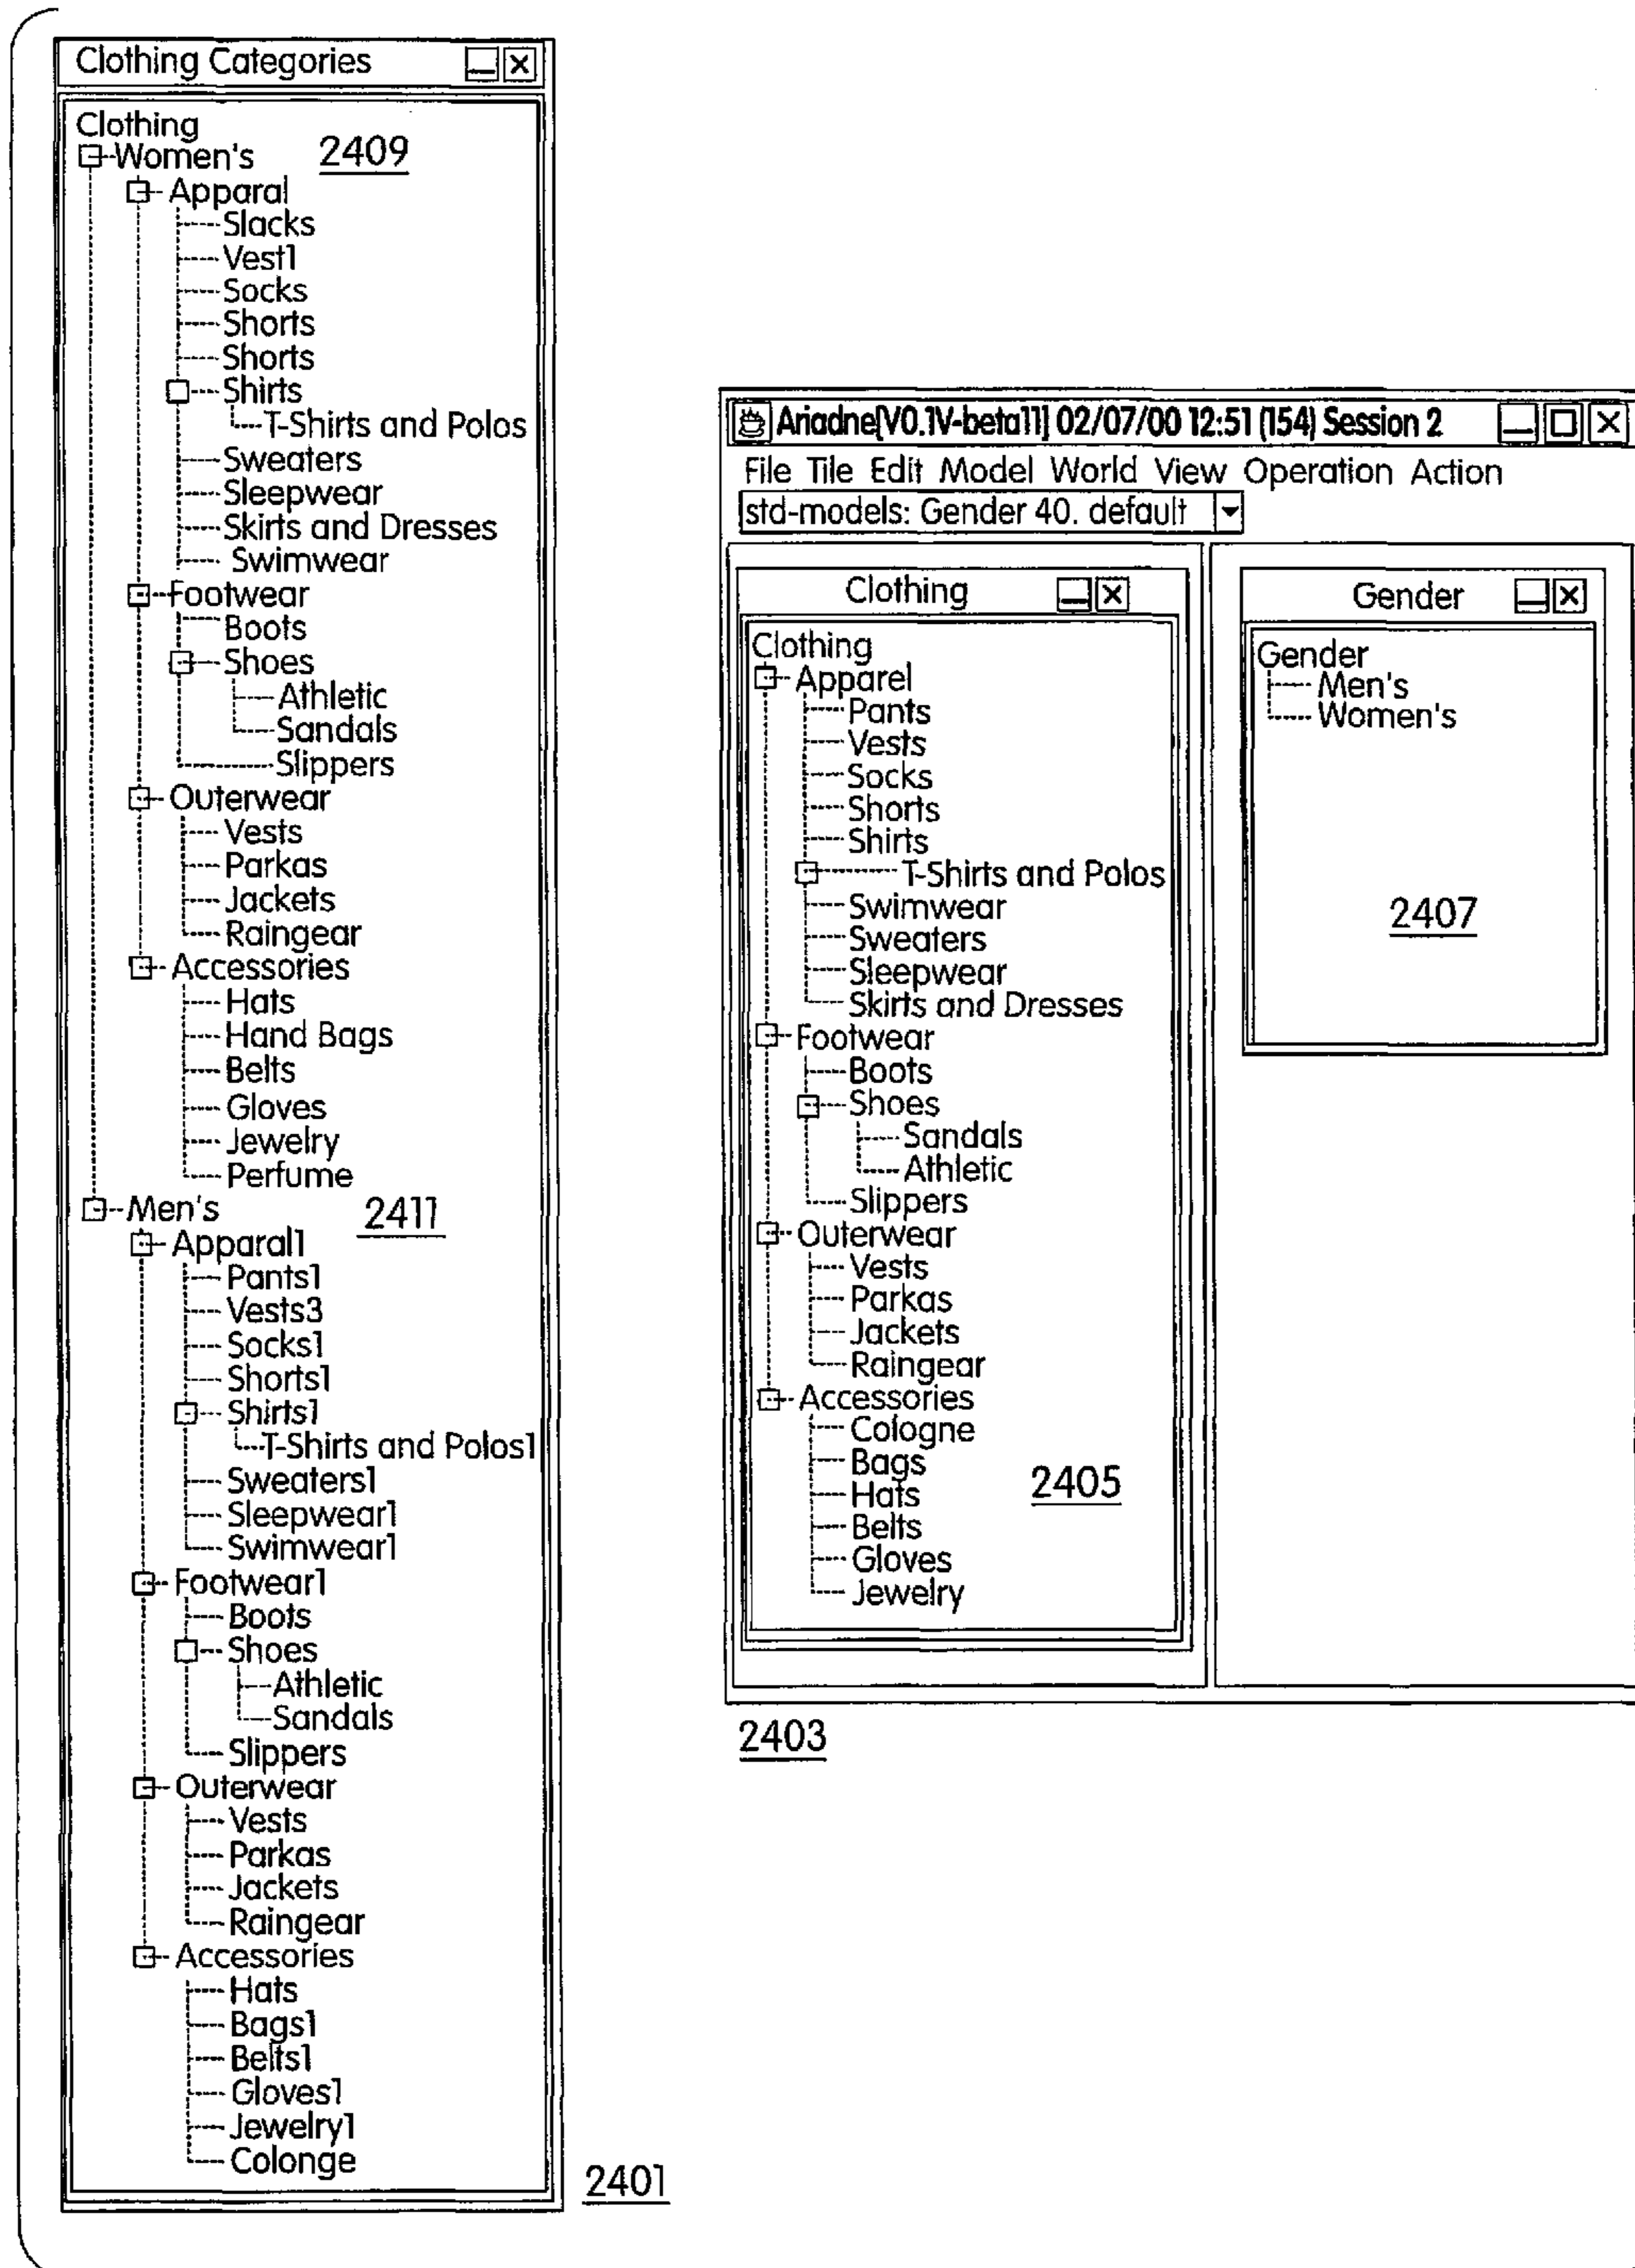 Clothing Categories
Clothing
Women's
2409
Apparal
Slacks
Vest1
Socks
Shorts
Shorts
Shirts
T-Shirts and Polos
Sweaters
Sleepwear
Skirts and Dresses
Swimwear
Footwear
Boots
Shoes
Athletic
Sandals
Slippers
Outerwear
Vests
Parkas
Jackets
Raingear
Accessories
Hats
Hand Bags
Belts
Gloves
Jewelry
Perfume
Men's
2411
Apparal1
Pants1
Vests3
Socks1
Shorts1
Shirts1
T-Shirts and Polos1
Sweaters1
Sleepwear1
Swimwear1
Footwear1
Boots
Shoes
Athletic
Sandals
Slippers
Outerwear
Vests
Parkas
Jackets
Raingear
Accessories
Hats
Bags1
Belts1
Gloves1
Jewelry1
Colonge
2401
Ariadne[V0.1V-beta11] 02/07/00 12:51 (154) Session 2
File Tile Edit Model World View Operation Action
std-models: Gender 40. default
Clothing
Clothing
Apparel
Pants
Vests
Socks
Shorts
Shirts
T-Shirts and Polos
Swimwear
Sweaters
Sleepwear
Skirts and Dresses
Footwear
Boots
Shoes
Sandals
Athletic
Slippers
Outerwear
Vests
Parkas
Jackets
Raingear
Accessories
Cologne
Bags
Hats
Belts
Gloves
Jewelry
2405
Gender
Gender
Men's
Women's
2407
2403